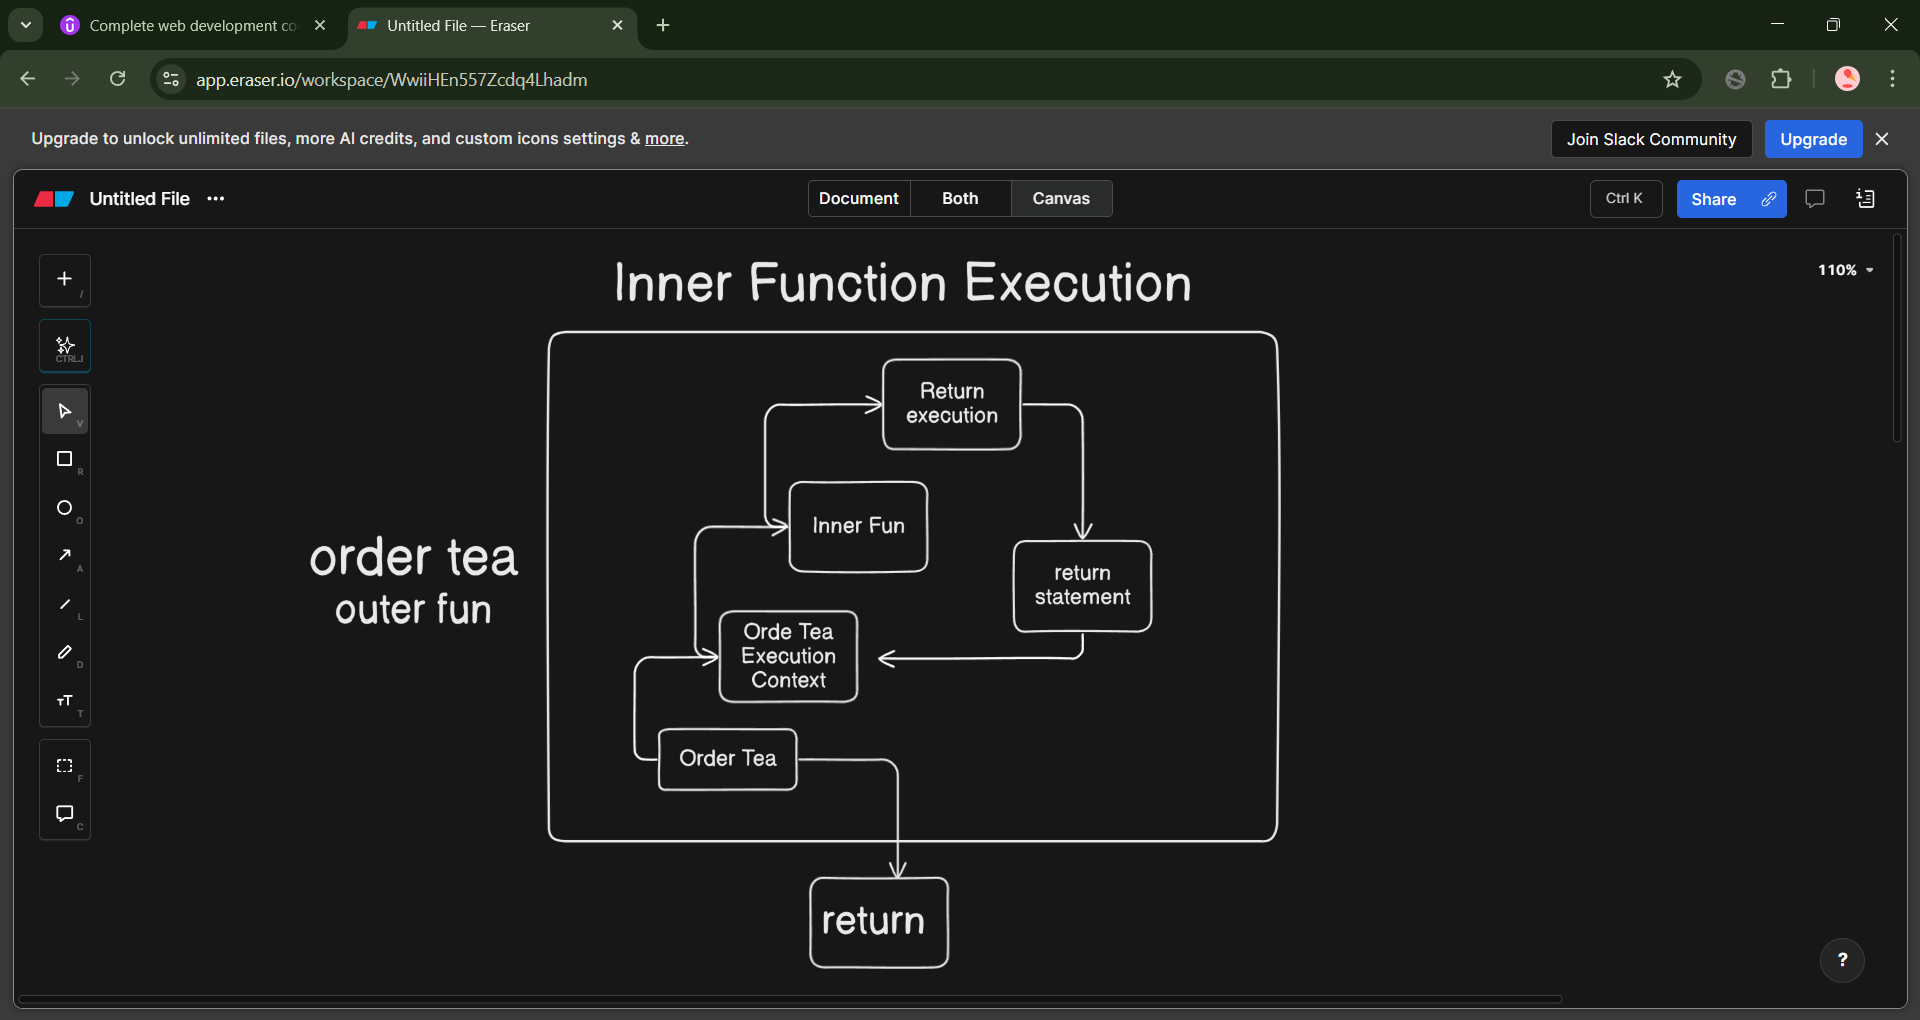 Complete web development co
Untitled File — Eraser
app.eraser.io/workspace/WwiiHEn557Zcdq4Lhadm
Upgrade to unlock unlimited files, more AI credits, and custom icons settings & more.
Join Slack Community
Upgrade
Untitled File
Document
Both
Canvas
Ctrl K
Share
110%
/
CTRL J
V
R
O
A
L
D
T
F
C
Inner Function Execution
Return
execution
Inner Fun
order tea
outer fun
return
statement
Orde Tea
Execution
Context
Order Tea
return
?